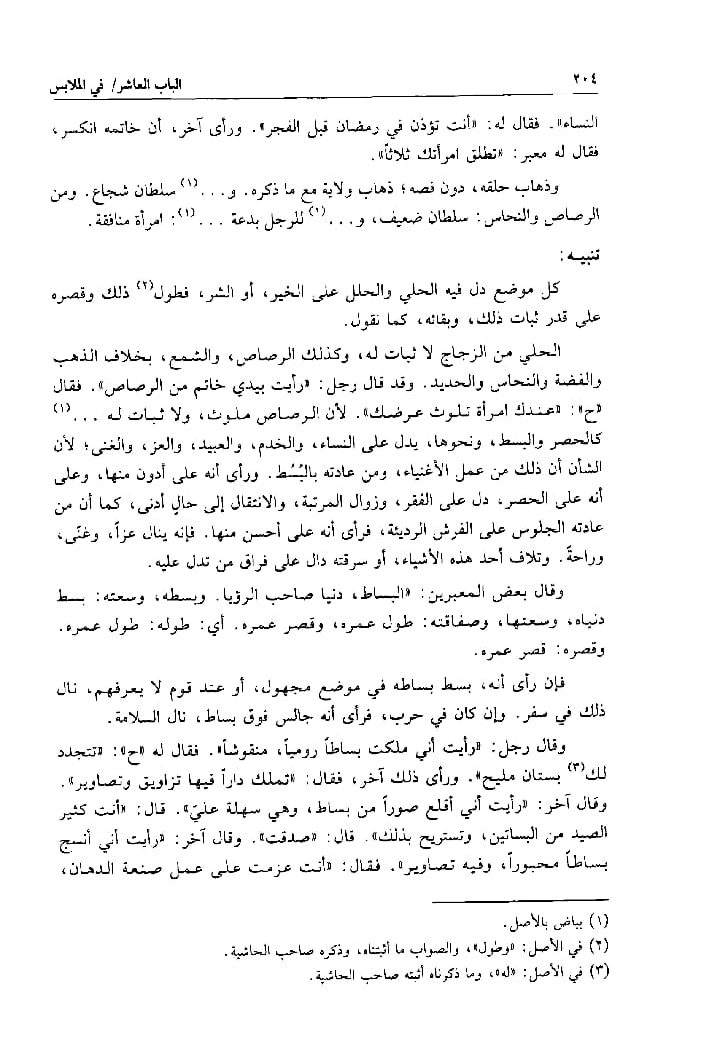 ٢٠٤
الباب العاشر/ في الملابس
النساء». فقال له: «أنت تؤذن في رمضان قبل الفجر». ورأى آخر، أن خاتمه انكسر،
فقال له معبر: «تطلق امرأتك ثلاثاً».
وذهاب حلقه، دون فصه؛ ذهاب ولاية مع ما ذكره. و...(١) سلطان شجاع. ومن
الرصاص والنحاس: سلطان ضعيف، و...(١) للرجل بدعة ...(١): امرأة منافقة.
تنبيه:
كل موضع دل فيه الحلي والحلل على الخير، أو الشر، فطول(٢) ذلك وقصره
على قدر ثبات ذلك، وبقائه، كما نقول.
الحلي من الزجاج لا ثبات له، وكذلك الرصاص، والشمع، بخلاف الذهب
والفضة والنحاس والحديد. وقد قال رجل: «رأيت بيدي خاتم من الرصاص». فقال
«ح»: «عندك امرأة تلوث عرضك». لأن الرصاص ملوث، ولا ثبات له ...(١)
كالحصر والبسط، ونحوها، يدل على النساء، والخدم، والعبيد، والعز، والغنى؛ لأن
الشأن أن ذلك من عمل الأغنياء، ومن عادته بالبُسُط. ورأى أنه على أدون منها، وعلى
أنه على الحصر، دل على الفقر، وزوال المرتبة، والانتقال إلى حالٍ أدنى، كما أن من
عادته الجلوس على الفرش الرديئة، فرأى أنه على أحسن منها. فإنه ينال عزاً، وغنًى،
وراحةً. وتلاف أحد هذه الأشياء، أو سرقته دال على فراق من تدل عليه.
وقال بعض المعبرين: «البساط، دنيا صاحب الرؤيا. وبسطه، وسعته: بسط
دنياه، وسعتها، وصفاقته: طول عمره، وقصر عمره. أي: طوله: طول عمره.
وقصره: قصر عمره.
فإن رأى أنه، بسط بساطه في موضع مجهول، أو عند قوم لا يعرفهم، نال
ذلك في سفر. وإن كان في حرب، فرأى أنه جالس فوق بساط، نال السلامة.
وقال رجل: «رأيت أني ملكت بساطاً رومياً، منقوشاً». فقال له «ح»: «تتجدد
لك(٣) بستان مليح». ورأى ذلك آخر، فقال: «تملك داراً فيها تزاويق وتصاوير».
وقال آخر: «رأيت أني أقلع صوراً من بساط، وهي سهلة عليّ». قال: «أنت كثير
الصيد من البساتين، وتستريح بذلك». قال: «صدقت». وقال آخر: «رأيت أني أنسج
بساطاً محبوراً، وفيه تصاوير». فقال: «أنت عزمت على عمل صنعة الدهان،
(١) بياض بالأصل.
(٢) في الأصل: «وطول»، والصواب ما أثبتناه، وذكره صاحب الحاشية.
(٣) في الأصل: «له»، وما ذكرناه أثبته صاحب الحاشية.